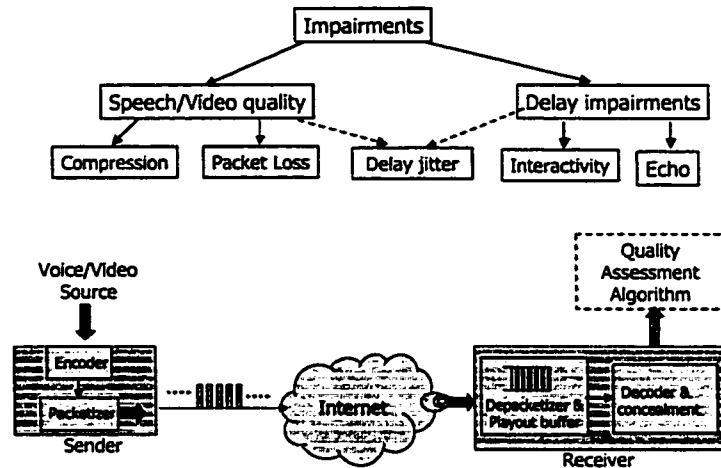 Impairments
Speech/Video quality
Delay impairments
Compression
Packet Loss
Delay jitter
Interactivity
Echo
Voice/Video
Source
Quality
Assessment
Algorithm
Encoder
Packetizer
Sender
Internet
Depacketizer &
Playout buffer
Decoder &
concealment.
Receiver